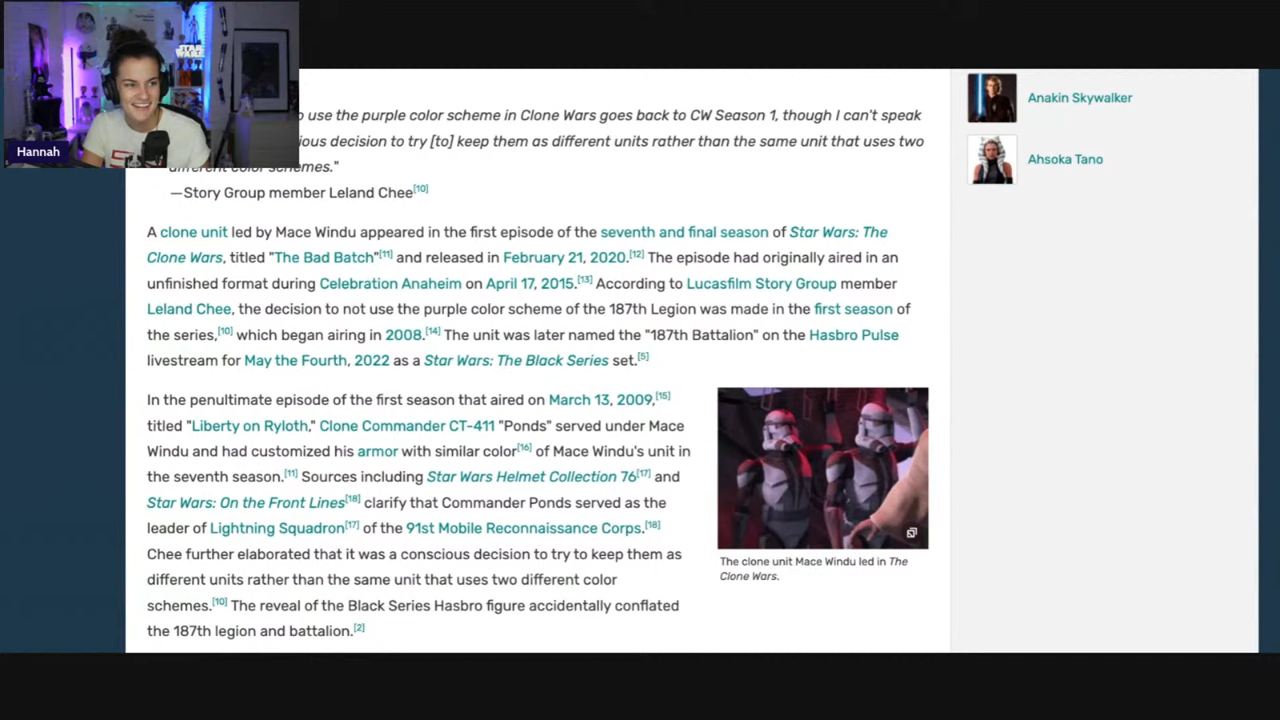 STAR
WARS
Hannah
o use the purple color scheme in Clone Wars goes back to CW Season 1, though I can't speak
ious decision to try [to] keep them as different units rather than the same unit that uses two
different color schemes."
—Story Group member Leland Chee[10]
A clone unit led by Mace Windu appeared in the first episode of the seventh and final season of Star Wars: The
Clone Wars, titled "The Bad Batch"[11] and released in February 21, 2020.[12] The episode had originally aired in an
unfinished format during Celebration Anaheim on April 17, 2015.[13] According to Lucasfilm Story Group member
Leland Chee, the decision to not use the purple color scheme of the 187th Legion was made in the first season of
the series,[10] which began airing in 2008.[14] The unit was later named the "187th Battalion" on the Hasbro Pulse
livestream for May the Fourth, 2022 as a Star Wars: The Black Series set.[5]
In the penultimate episode of the first season that aired on March 13, 2009,[15]
titled "Liberty on Ryloth," Clone Commander CT-411 "Ponds" served under Mace
Windu and had customized his armor with similar color[16] of Mace Windu's unit in
the seventh season.[11] Sources including Star Wars Helmet Collection 76[17] and
Star Wars: On the Front Lines[18] clarify that Commander Ponds served as the
leader of Lightning Squadron[17] of the 91st Mobile Reconnaissance Corps.[18]
Chee further elaborated that it was a conscious decision to try to keep them as
different units rather than the same unit that uses two different color
schemes.[10] The reveal of the Black Series Hasbro figure accidentally conflated
the 187th legion and battalion.[2]
The clone unit Mace Windu led in The
Clone Wars.
Anakin Skywalker
Ahsoka Tano